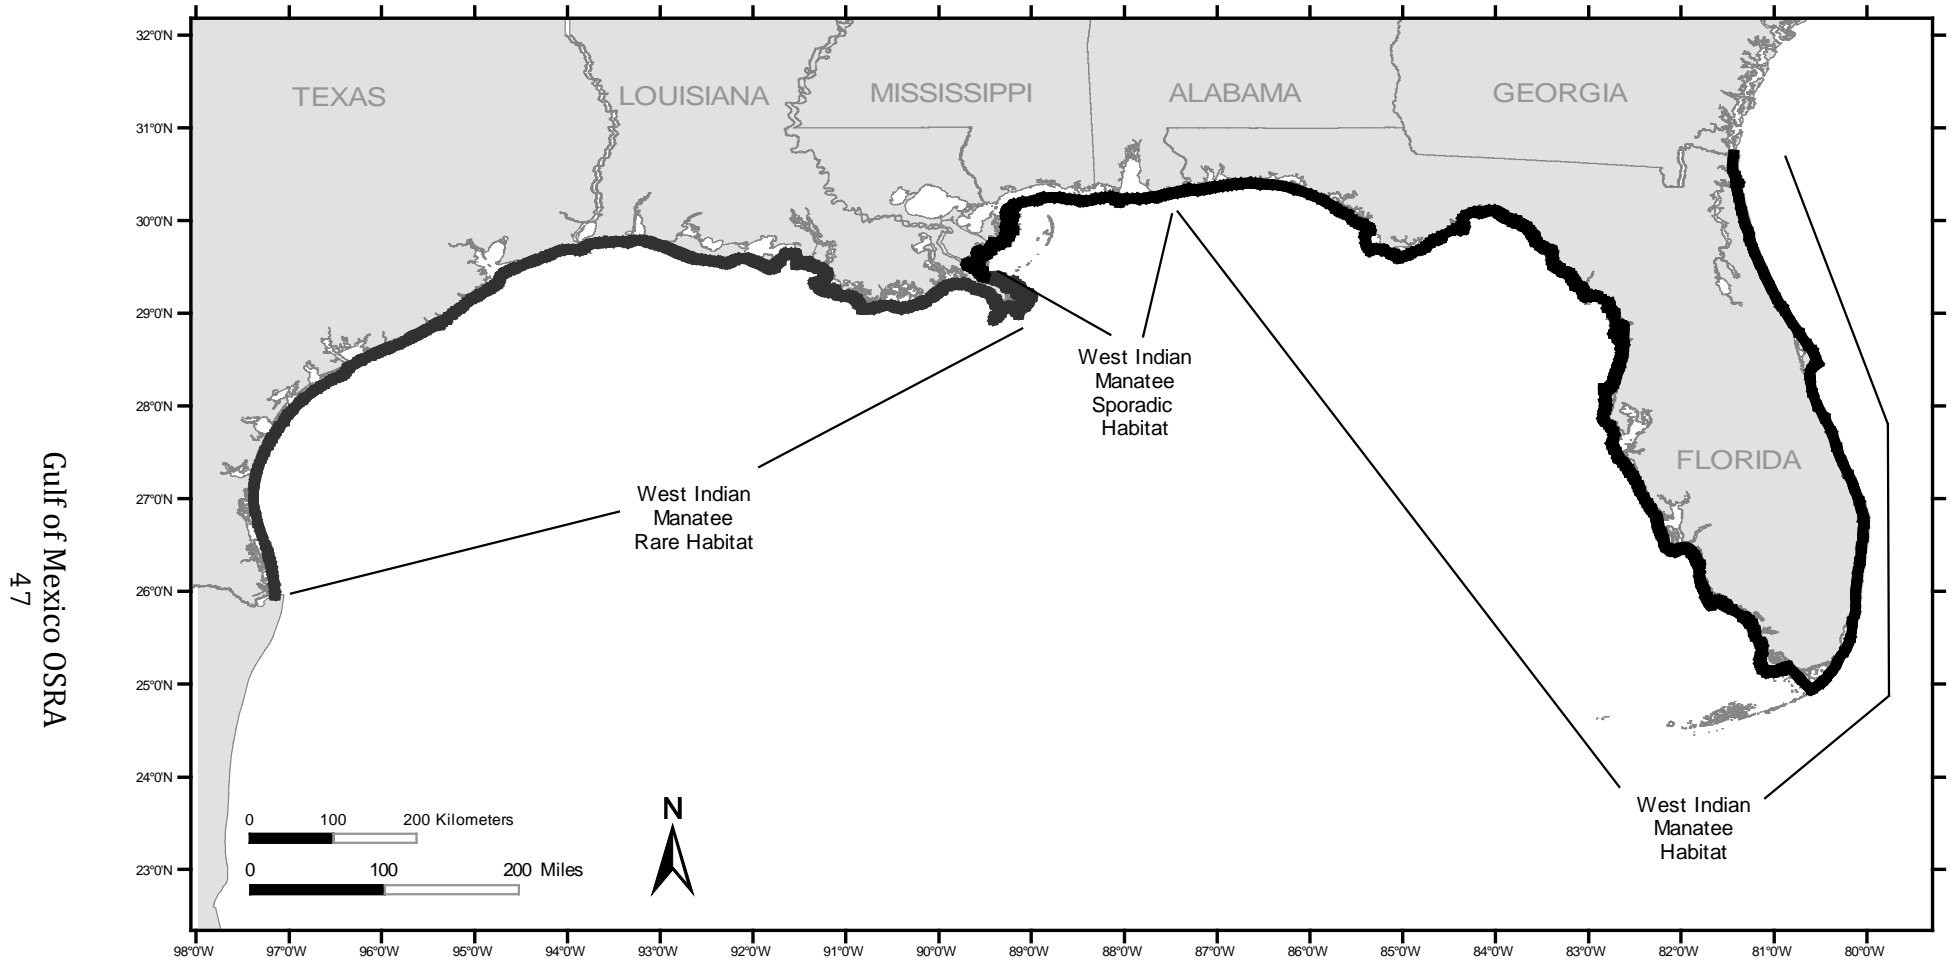 32°0'N
31°0'N
30°0'N
29°0'N
28°0'N
27°0'N
26°0'N
25°0'N
24°0'N
23°0'N
TEXAS
LOUISIANA
MISSISSIPPI
ALABAMA
GEORGIA
FLORIDA
West Indian
Manatee
Sporadic
Habitat
West Indian
Manatee
Rare Habitat
West Indian
Manatee
Habitat
0 100 200 Kilometers
0 100 200 Miles
N
98°0'W 97°0'W 96°0'W 95°0'W 94°0'W 93°0'W 92°0'W 91°0'W 90°0'W 89°0'W 88°0'W 87°0'W 86°0'W 85°0'W 84°0'W 83°0'W 82°0'W 81°0'W 80°0'W
Gulf of Mexico OSRA
47